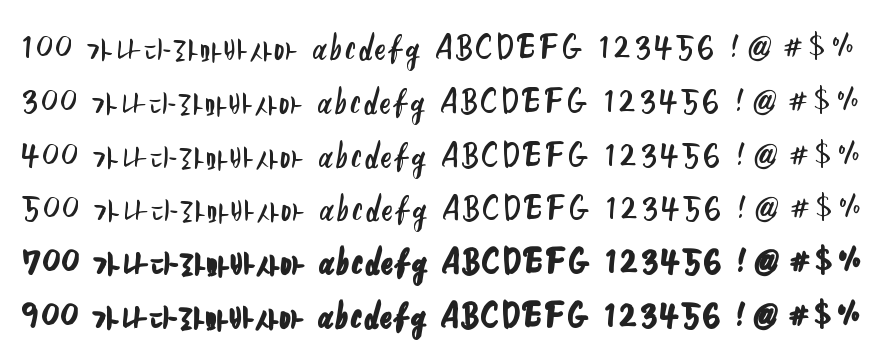 100 가나다라마바사아 abcdefg ABCDEFG 123456 !@#$%
300 가나다라마바사아 abcdefg ABCDEFG 123456 !@#$%
400 가나다라마바사아 abcdefg ABCDEFG 123456 !@#$%
500 가나다라마바사아 abcdefg ABCDEFG 123456 !@#$%
700 가나다라마바사아 abcdefg ABCDEFG 123456 !@#$%
900 가나다라마바사아 abcdefg ABCDEFG 123456 !@#$%